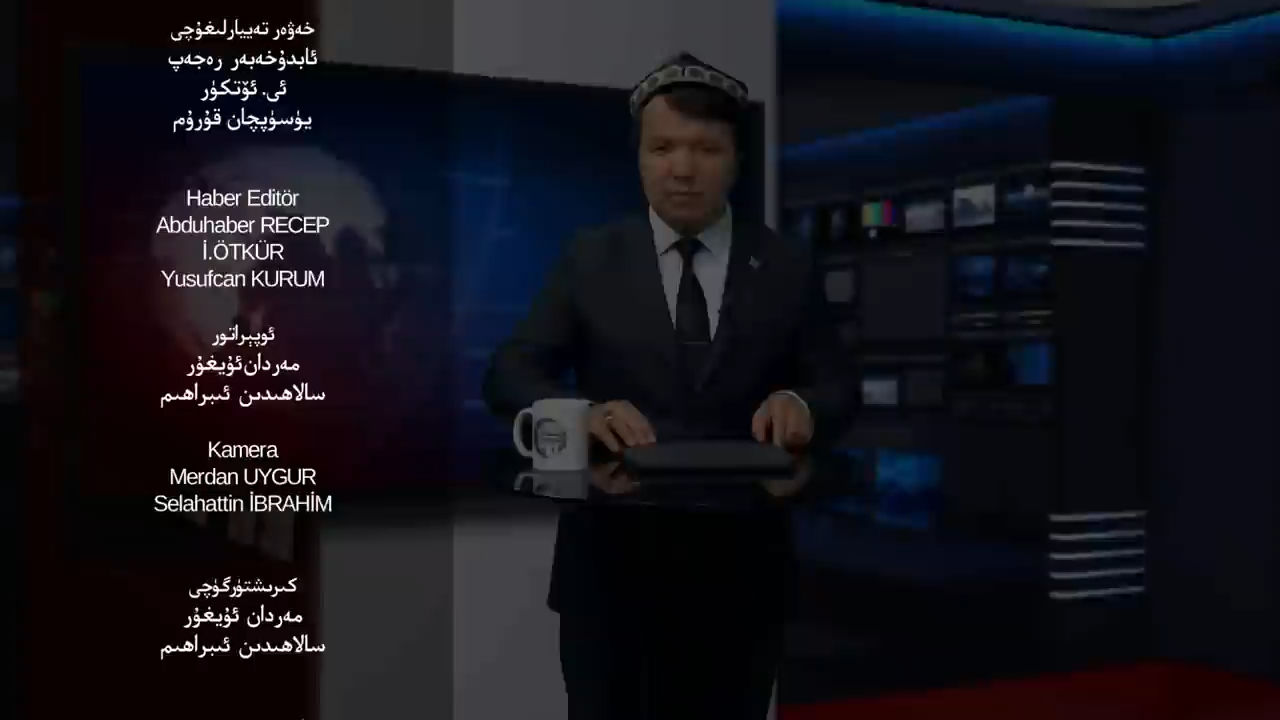 خەۋەر تەييارلىغۇچى
ئابدۇخەبەر رەجەپ
ئى. ئۆتكۈر
يۈسۈپچان قۇرۇم
Haber Editör
Abduhaber RECEP
İ.ÖTKÜR
Yusufcan KURUM
ئوپېراتور
مەردان ئۇيغۇر
سالاھىدىن ئىبراھىم
Kamera
Merdan UYGUR
Selahattin İBRAHİM
كىرىشتۈرگۈچى
مەردان ئۇيغۇر
سالاھىدىن ئىبراھىم